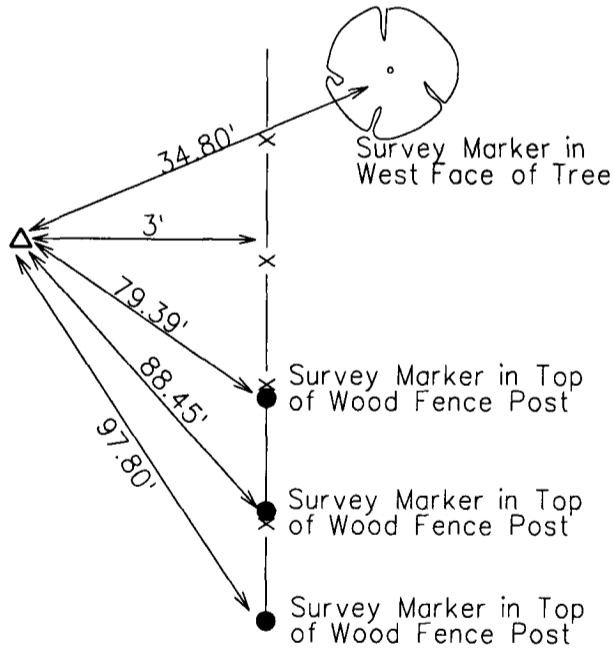 34.80'
Survey Marker in
West Face of Tree
3'
79.39'
Survey Marker in Top
of Wood Fence Post
88.45'
Survey Marker in Top
of Wood Fence Post
97.80'
Survey Marker in Top
of Wood Fence Post